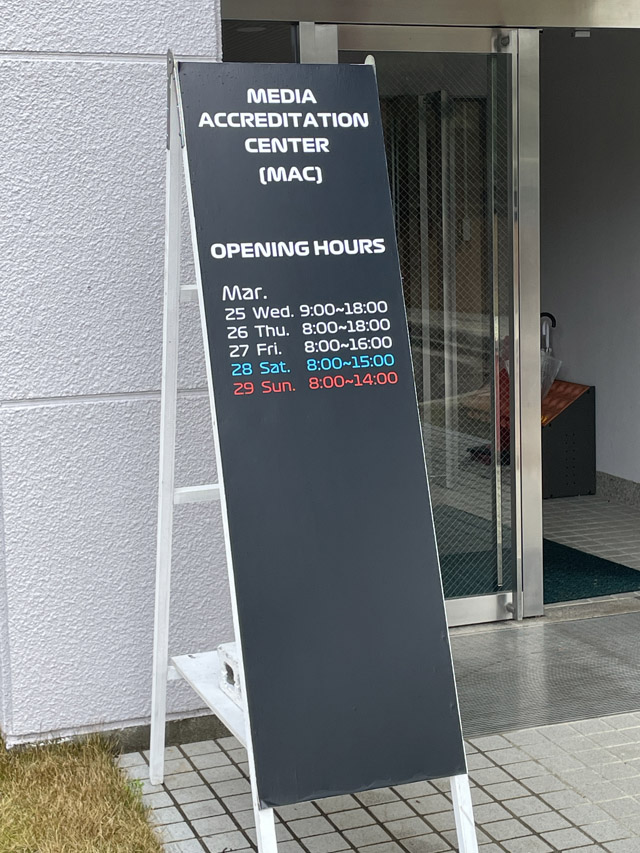 MEDIA
ACCREDITATION
CENTER
(MAC)
OPENING HOURS
Mar.
25 Wed. 9:00~18:00
26 Thu. 8:00~18:00
27 Fri. 8:00~16:00
28 Sat. 8:00~15:00
29 Sun. 8:00~14:00